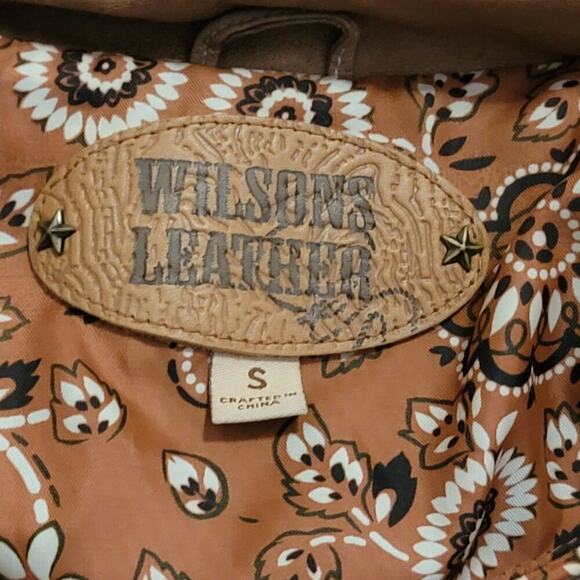 WILSONS
LEATHER
S
CRAFTED IN
CHINA